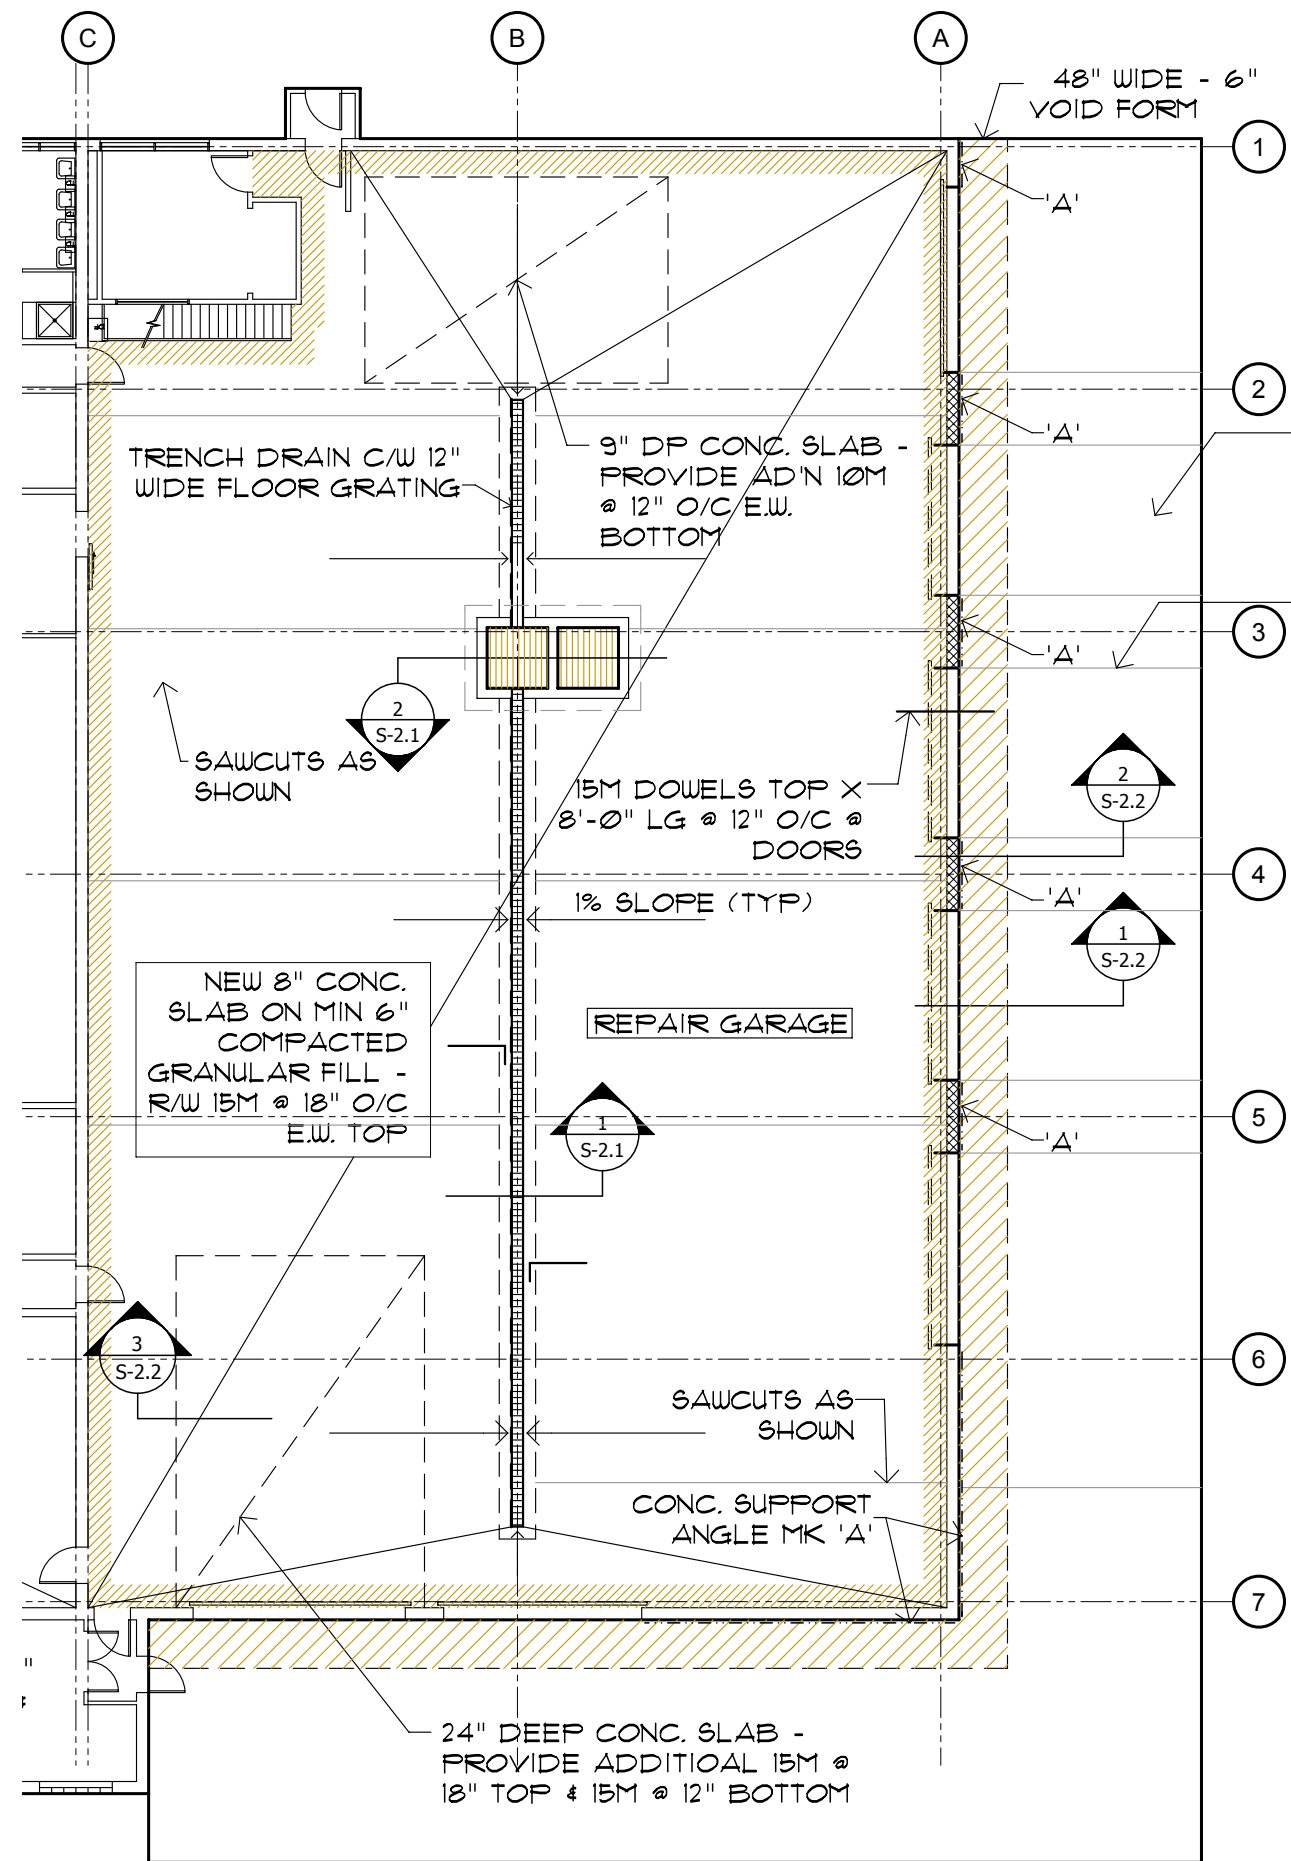 C
B
A
48" WIDE - 6"
VOID FORM
1
'A'
2
'A'
TRENCH DRAIN C/W 12"
WIDE FLOOR GRATING
9" DP CONC. SLAB -
PROVIDE AD'N 10M
@ 12" O/C E.W.
BOTTOM
3
'A'
2
S-2.1
SAWCUTS AS
SHOWN
15M DOWELS TOP X
8'-0" LG @ 12" O/C @
DOORS
2
S-2.2
4
'A'
1% SLOPE (TYP)
1
S-2.2
NEW 8" CONC.
SLAB ON MIN 6"
COMPACTED
GRANULAR FILL -
R/W 15M @ 18" O/C
E.W. TOP
REPAIR GARAGE
5
'A'
1
S-2.1
3
S-2.2
6
SAWCUTS AS
SHOWN
CONC. SUPPORT
ANGLE MK 'A'
7
"
24" DEEP CONC. SLAB -
PROVIDE ADDITIOAL 15M @
18" TOP & 15M @ 12" BOTTOM